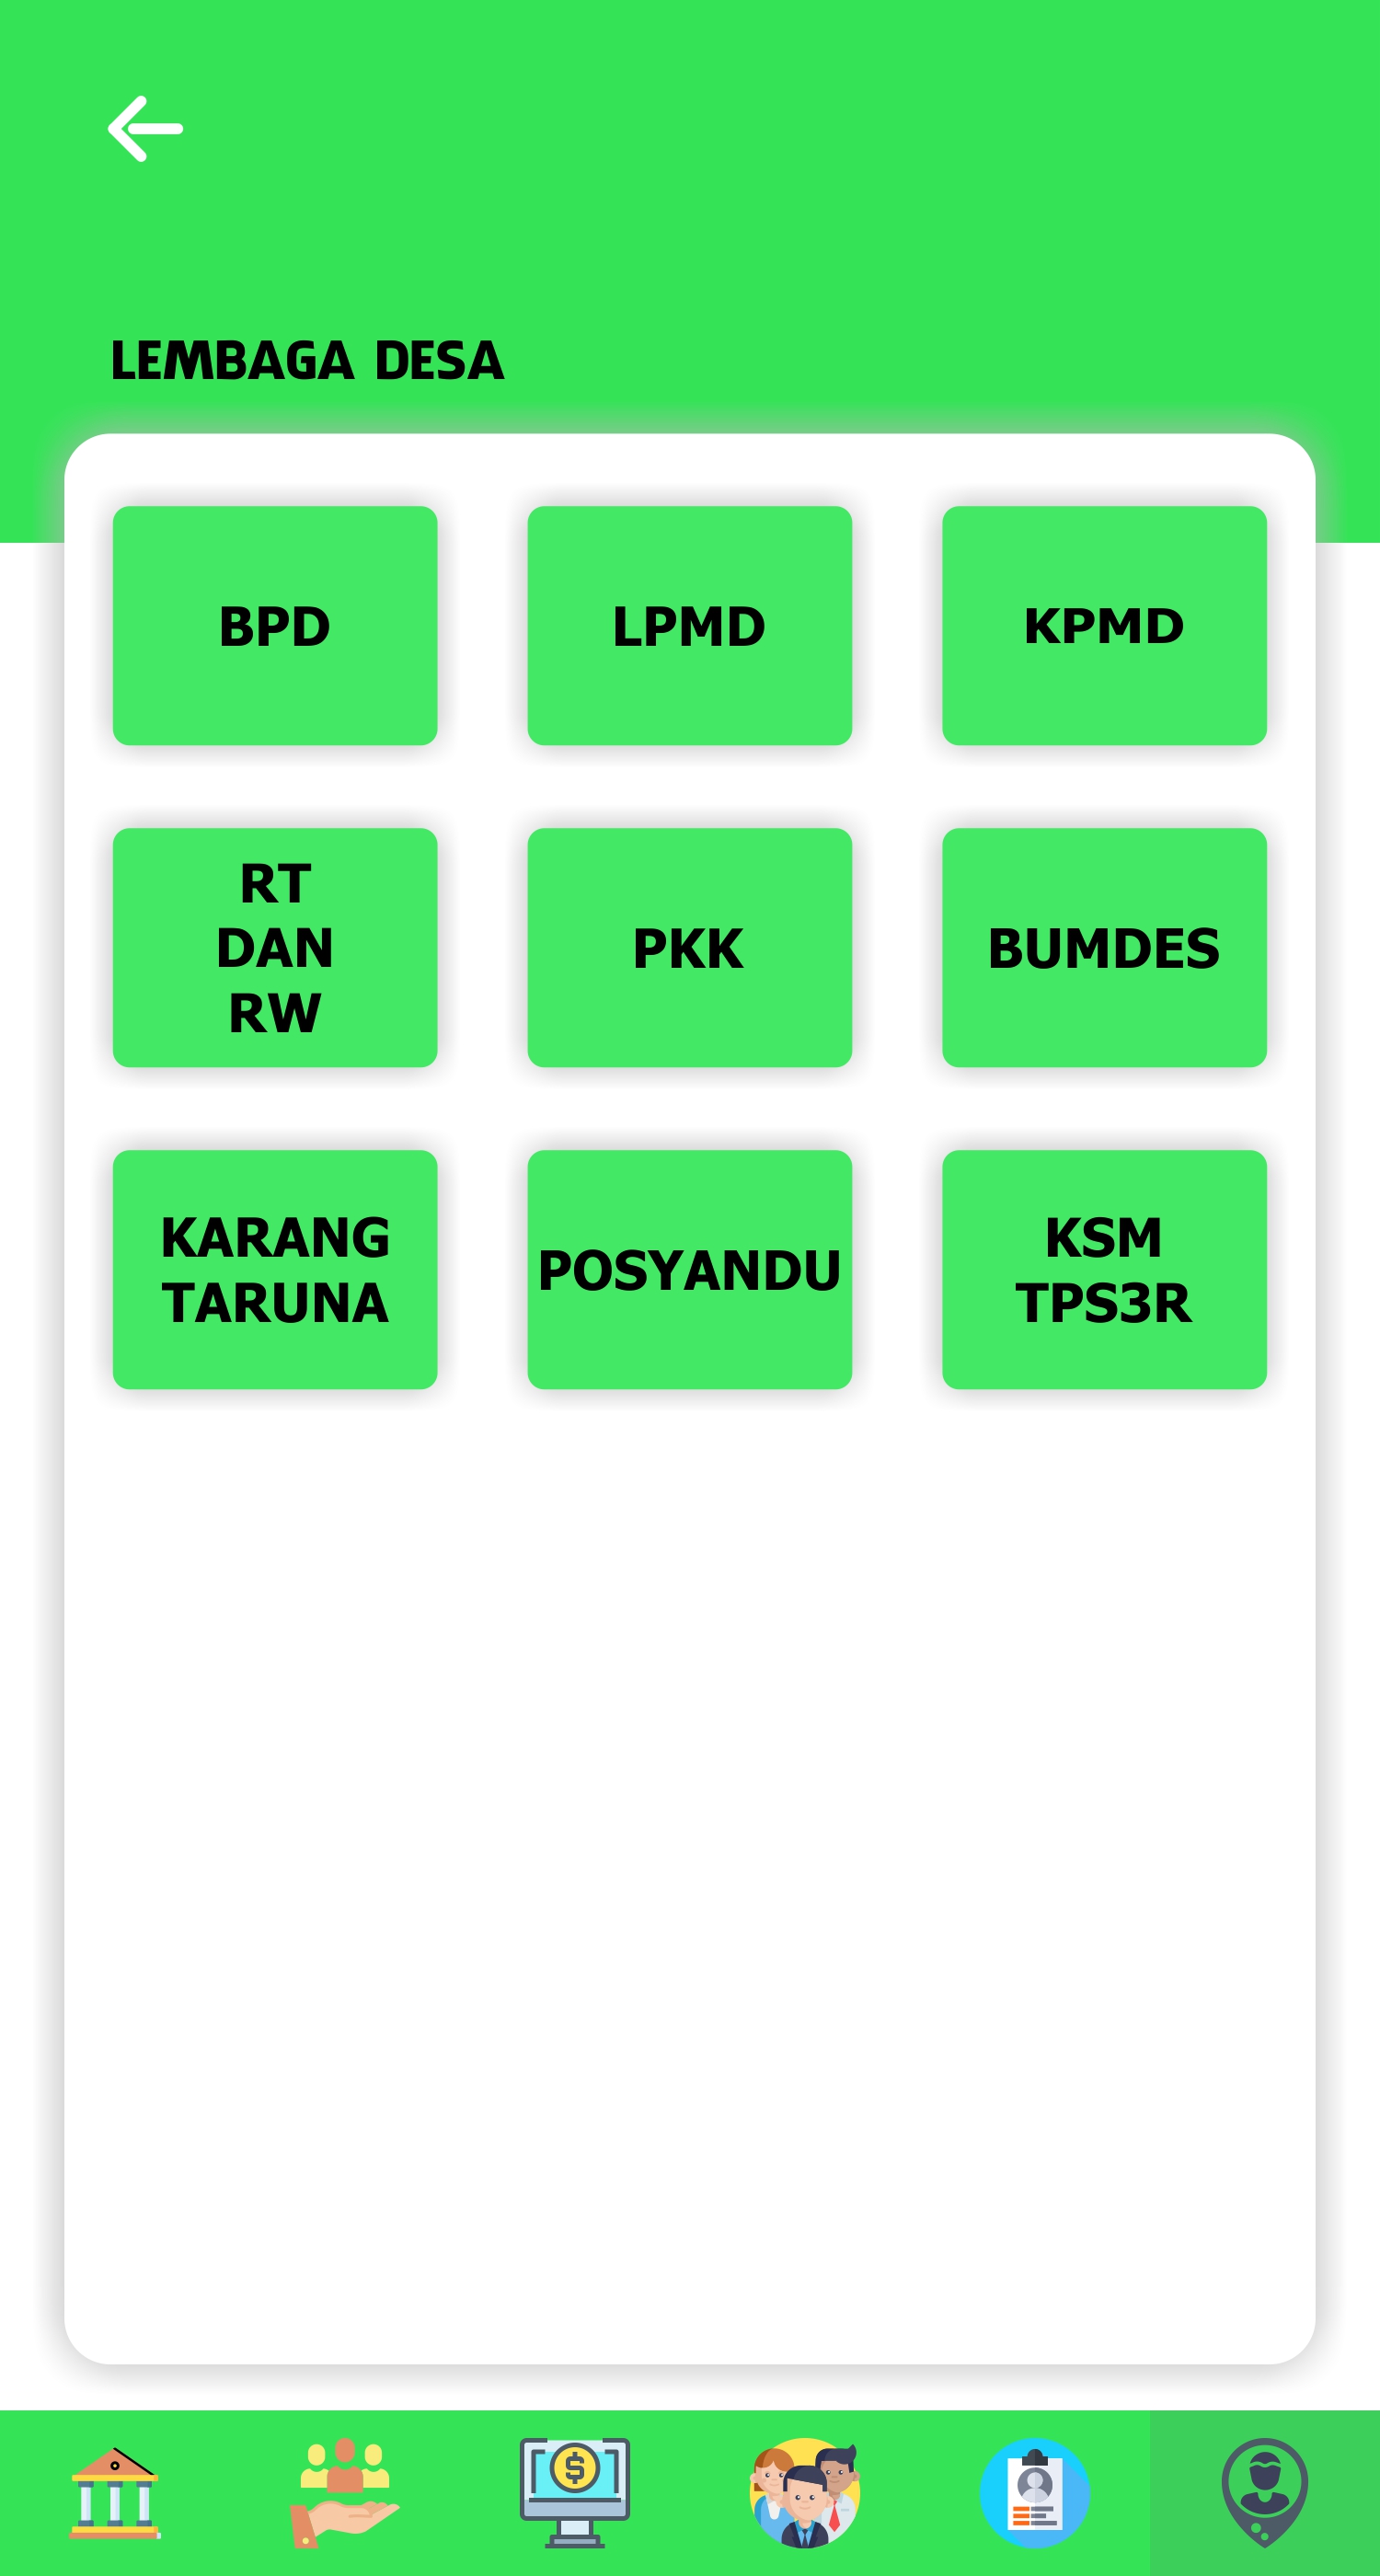 LEMBAGA DESA
BPD
LPMD
KPMD
RT
DAN
RW
PKK
BUMDES
KARANG
TARUNA
POSYANDU
KSM
TPS3R
$